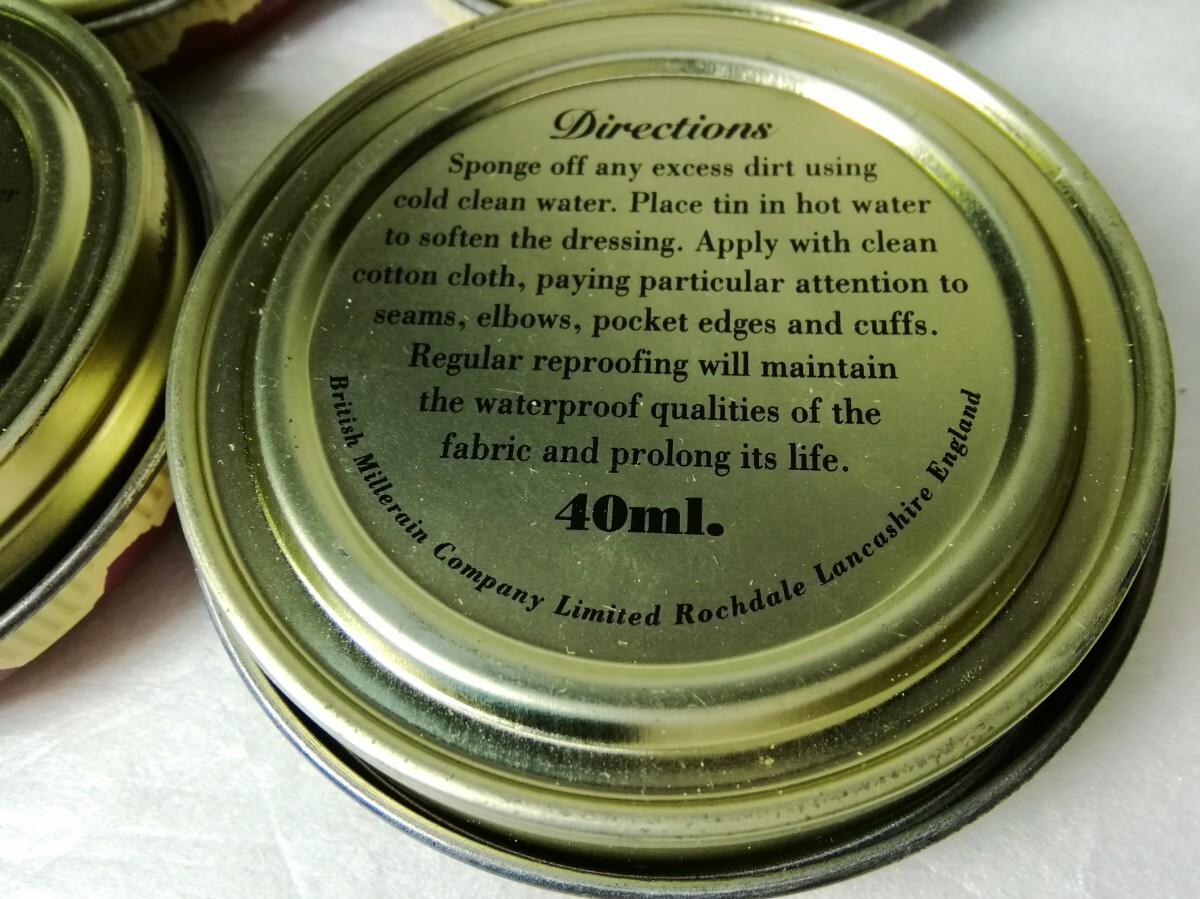 Directions
Sponge off any excess dirt using
cold clean water. Place tin in hot water
to soften the dressing. Apply with clean
cotton cloth, paying particular attention to
seams, elbows, pocket edges and cuffs.
Regular reproofing will maintain
the waterproof qualities of the
fabric and prolong its life.
40ml.
British Millerain Company Limited Rochdale Lancashire England